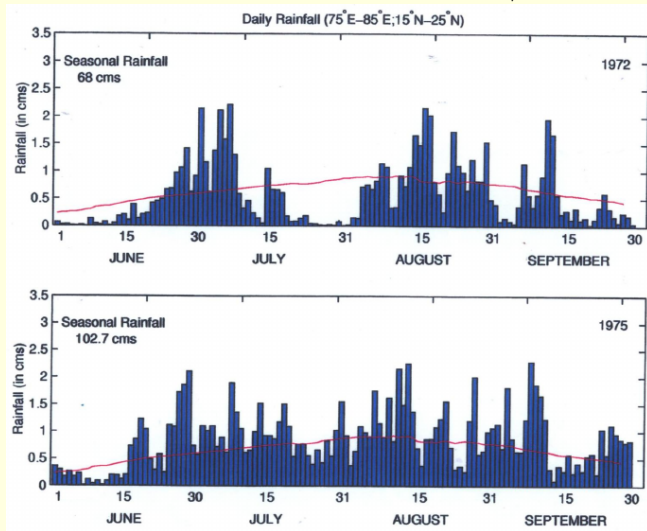 Daily Rainfall (75°E–85°E;15°N–25°N)
3.5
3
2.5
2
1.5
1
0.5
0
Rainfall (in cms)
Seasonal Rainfall
68 cms
1972
1 15 30 15 31 15 31 15 30
JUNE JULY AUGUST SEPTEMBER
3.5
3
2.5
2
1.5
1
0.5
0
Rainfall (in cms)
Seasonal Rainfall
102.7 cms
1975
1 15 30 15 31 15 31 15 30
JUNE JULY AUGUST SEPTEMBER